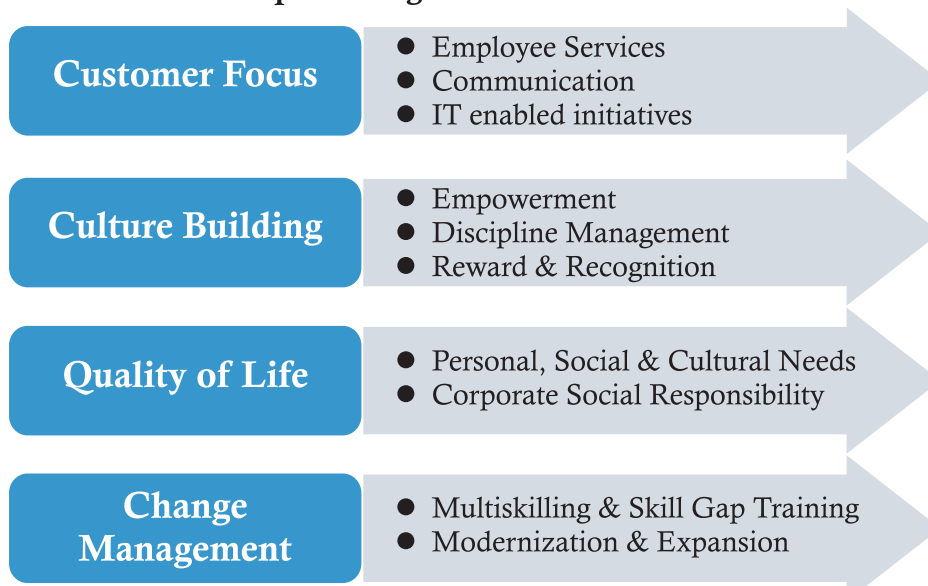 Customer Focus
● Employee Services
● Communication
● IT enabled initiatives
Culture Building
● Empowerment
● Discipline Management
● Reward & Recognition
Quality of Life
● Personal, Social & Cultural Needs
● Corporate Social Responsibility
Change
Management
● Multiskilling & Skill Gap Training
● Modernization & Expansion